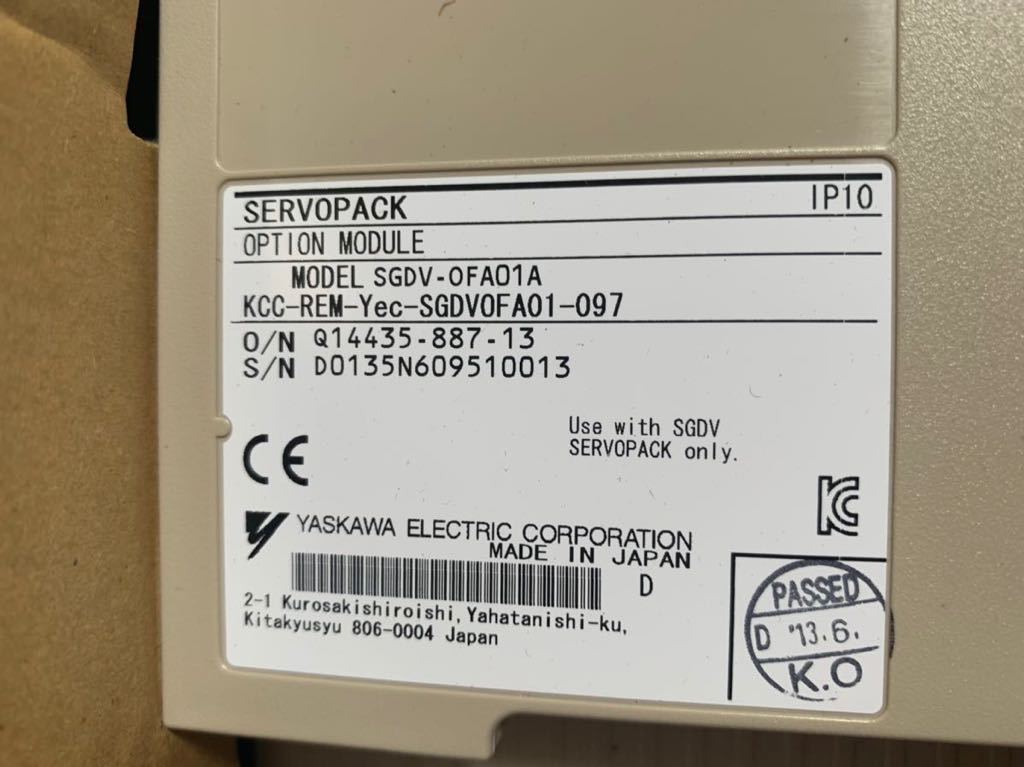 SERVOPACK IP10
OPTION MODULE
MODEL SGDV-OFA01A
KCC-REM-Yec-SGDVOFA01-097
O/N Q14435-887-13
S/N D0135N609510013
Use with SGDV
SERVOPACK only.
CE
YASKAWA ELECTRIC CORPORATION
MADE IN JAPAN
D
2-1 Kurosakishiroishi, Yahatanishi-ku,
Kitakyusyu 806-0004 Japan
PASSED
D '13.6.
K.O